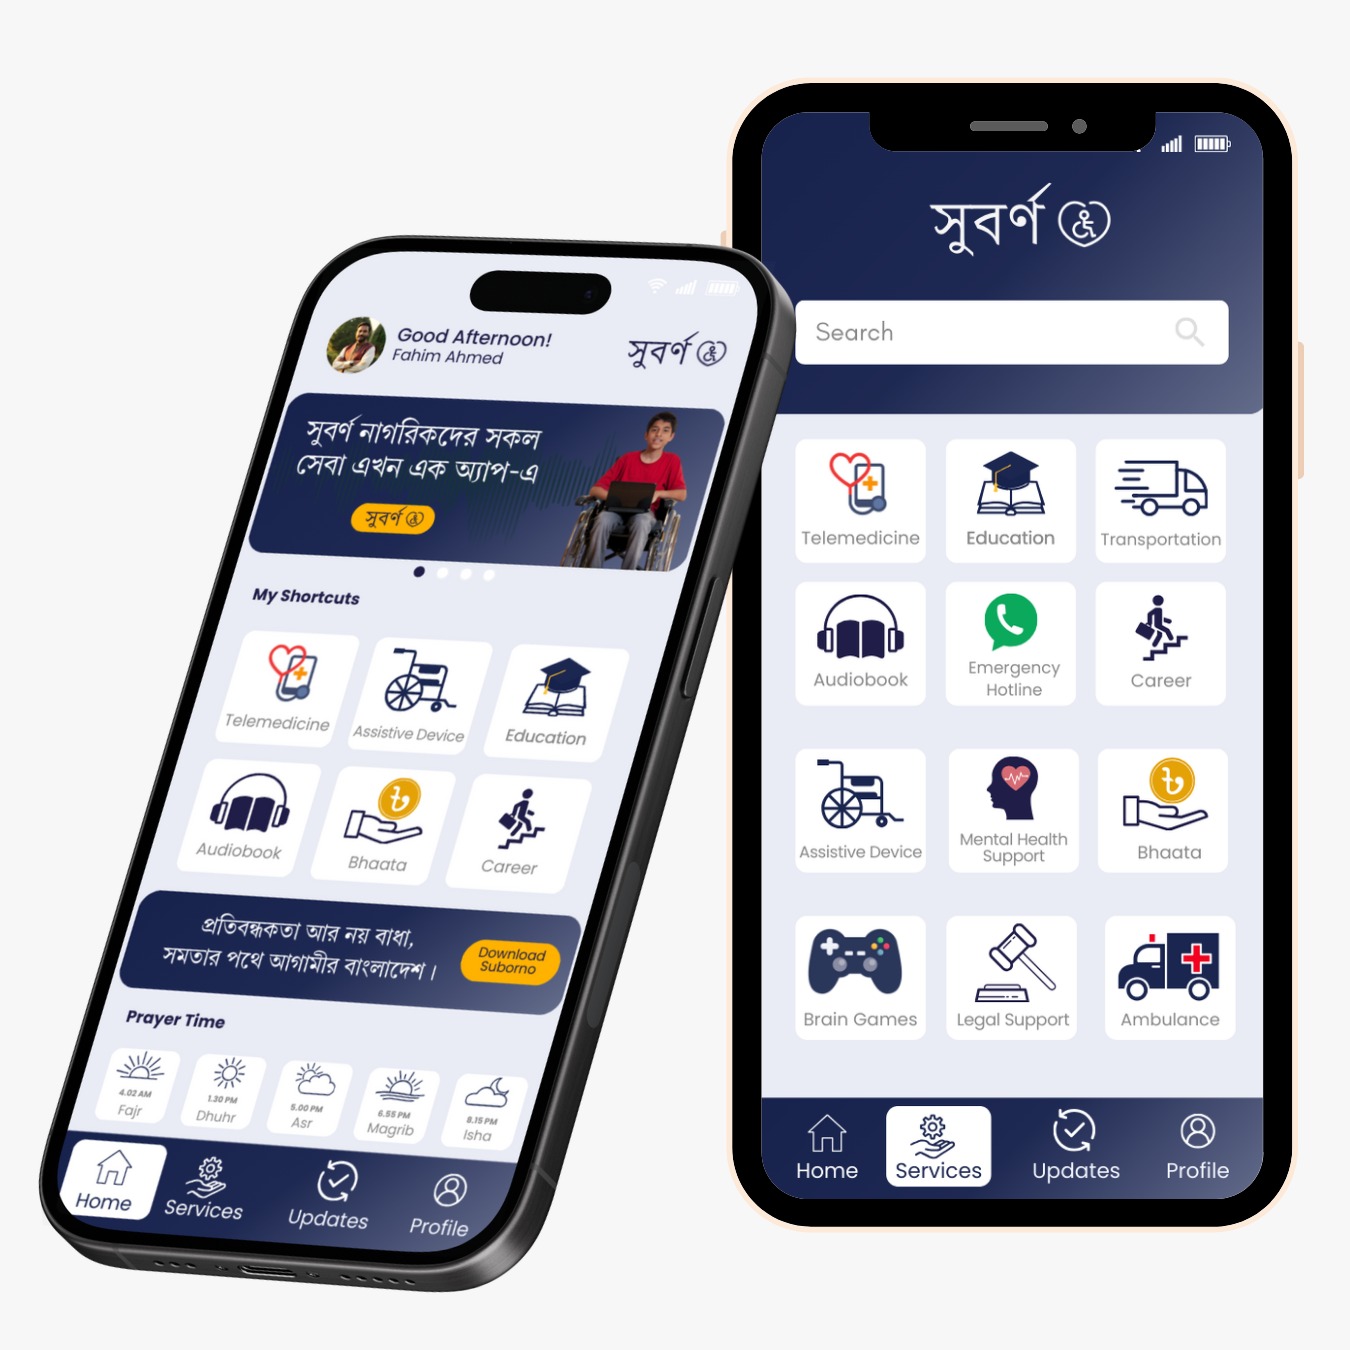 Good Afternoon!
Fahim Ahmed
সুবর্ণ
সুবর্ণ নাগরিকদের সকল
সেবা এখন এক অ্যাপ-এ
সুবর্ণ
My Shortcuts
Telemedicine
Assistive Device
Education
Audiobook
Bhaata
Career
প্রতিবন্ধকতা আর নয় বাধা,
সমতার পথে আগামীর বাংলাদেশ।
Download
Suborno
Prayer Time
4.02 AM
Fajr
1.30 PM
Dhuhr
5.00 PM
Asr
6.55 PM
Magrib
8.15 PM
Isha
Home
Services
Updates
Profile
সুবর্ণ
Search
Telemedicine
Education
Transportation
Audiobook
Emergency
Hotline
Career
Assistive Device
Mental Health
Support
৳
Bhaata
Brain Games
Legal Support
Ambulance
Home
Services
Updates
Profile